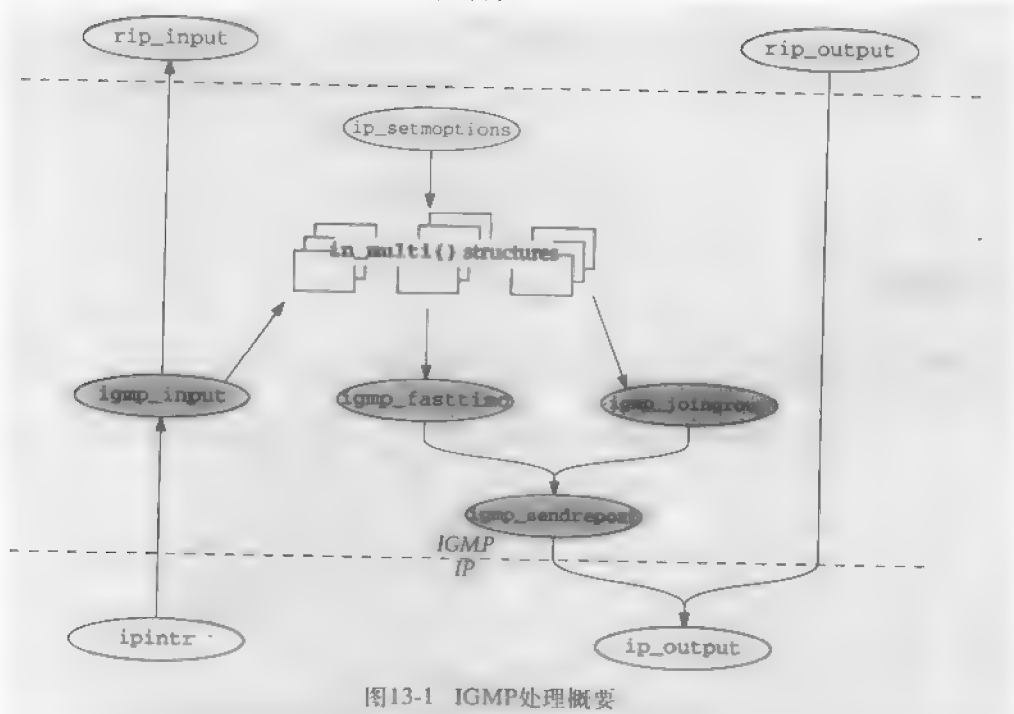 rip_input
rip_output
ip_setmoptions
in_multi{} structures
igmp_input
igmp_fasttimo
igmp_joingroup
igmp_sendreport
IGMP
IP
ipintr
ip_output
图13-1 IGMP处理概要